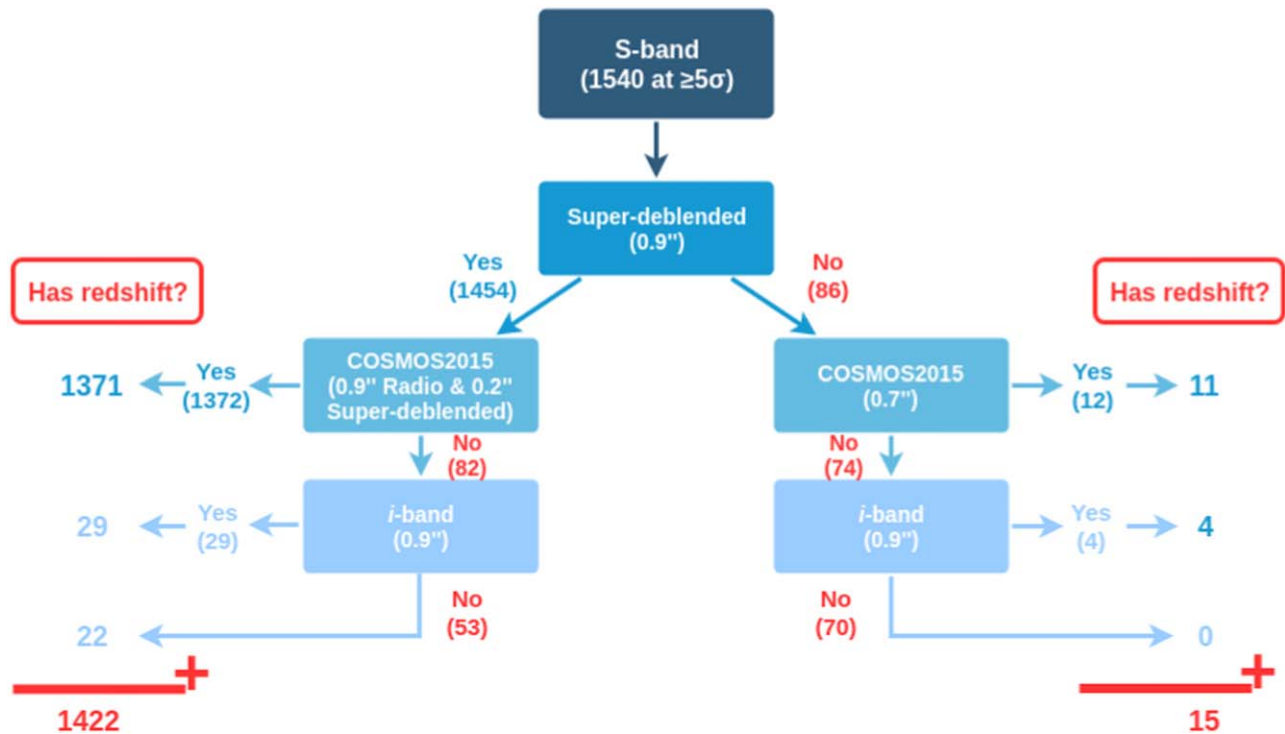 S-band
(1540 at ≥5σ)
Super-deblended
(0.9")
Yes
(1454)
No
(86)
Has redshift?
Has redshift?
1371
Yes
(1372)
COSMOS2015
(0.9" Radio & 0.2"
Super-deblended)
COSMOS2015
(0.7")
Yes
(12)
11
No
(82)
No
(74)
29
Yes
(29)
i-band
(0.9")
i-band
(0.9")
Yes
(4)
4
No
(53)
No
(70)
22
0
+
+
1422
15